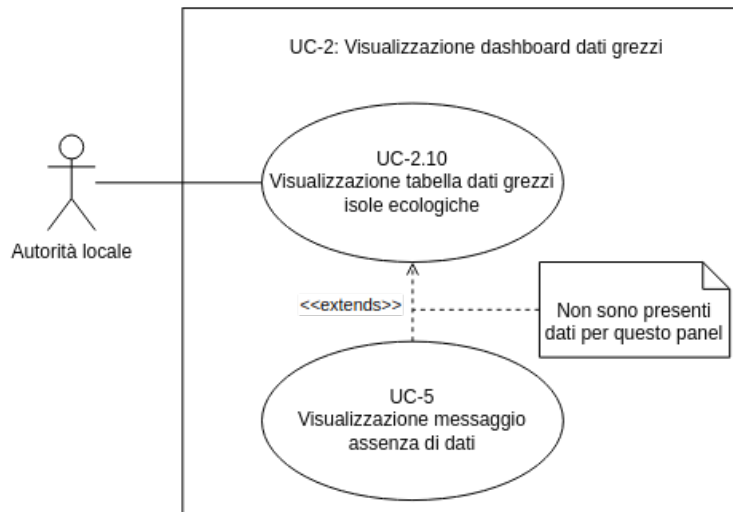 UC-2: Visualizzazione dashboard dati grezzi
UC-2.10
Visualizzazione tabella dati grezzi
isole ecologiche
Autorità locale
<<extends>>
Non sono presenti
dati per questo panel
UC-5
Visualizzazione messaggio
assenza di dati